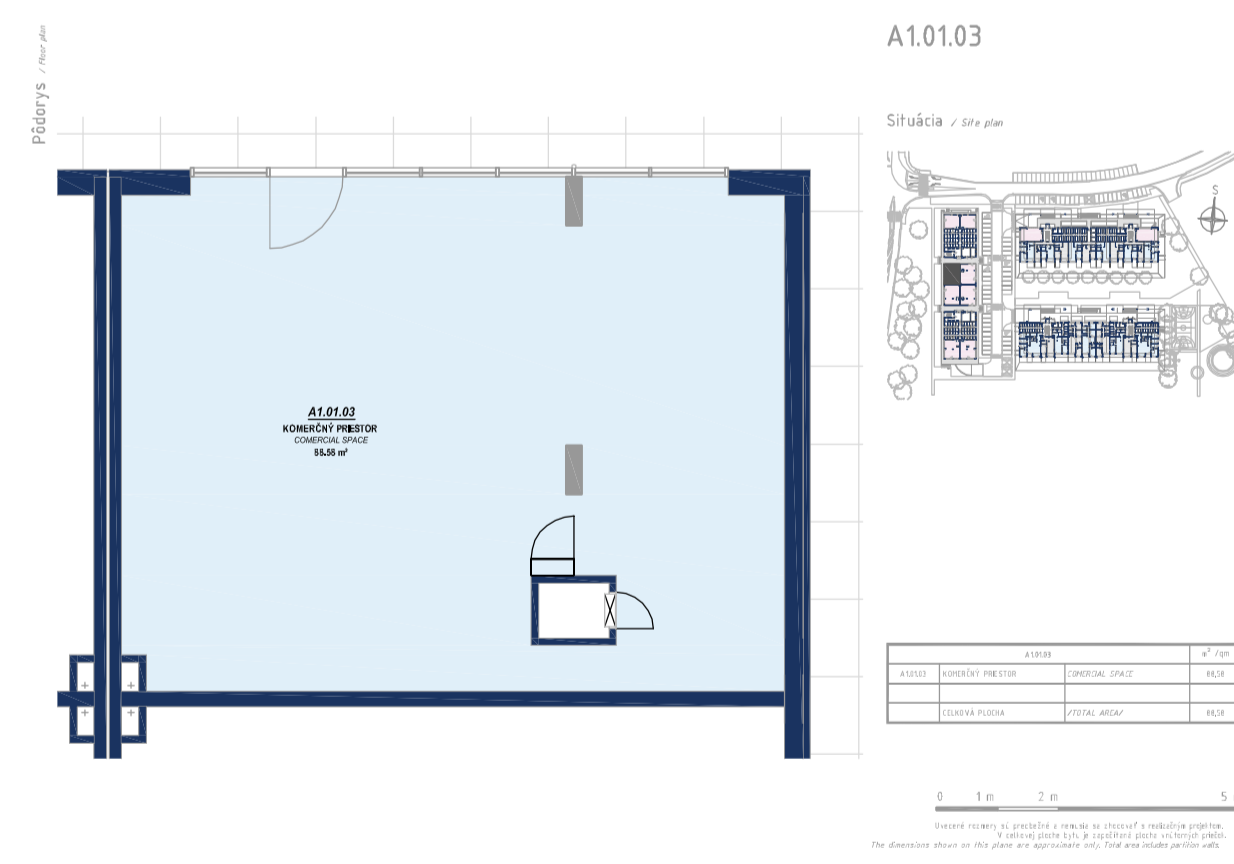 Pôdorys / Floor plan
A1.01.03
Situácia / Site plan
S
A1.01.03
KOMERČNÝ PRIESTOR
COMERCIAL SPACE
88.58 m²
A1.01.03 m² /qm
A1.01.03 KOMERČNÝ PRIESTOR COMERCIAL SPACE 88,58
CELKOVÁ PLOCHA /TOTAL AREA/ 88,58
0 1 m 2 m 5
Uvecené rozmery sú precbežné a nemusia sa zhocovať s realizačným projektom.
V celkovej ploche bytu je započítaná plocha vnútorných priečok.
The dimensions shown on this plane are approximate only. Total area includes partition walls.